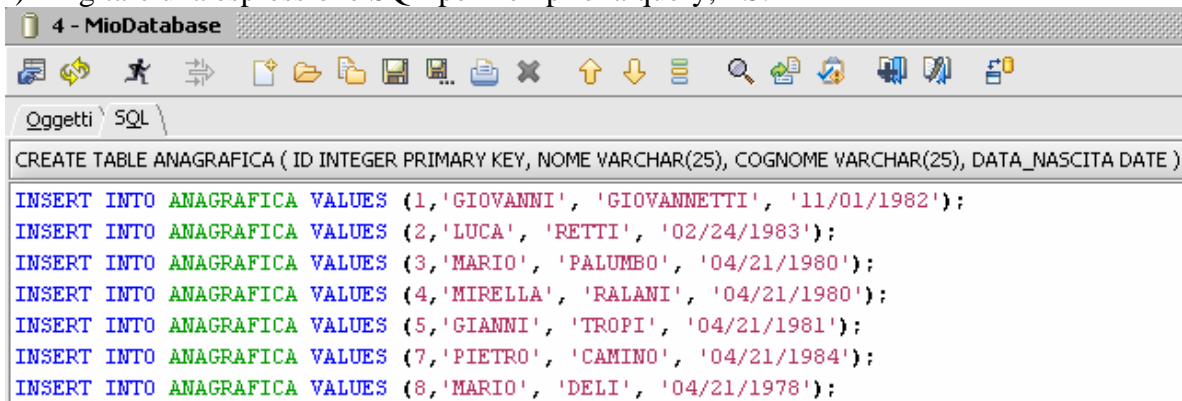 4 - MioDatabase
Oggetti SQL
CREATE TABLE ANAGRAFICA ( ID INTEGER PRIMARY KEY, NOME VARCHAR(25), COGNOME VARCHAR(25), DATA_NASCITA DATE )
INSERT INTO ANAGRAFICA VALUES (1,'GIOVANNI', 'GIOVANNETTI', '11/01/1982');
INSERT INTO ANAGRAFICA VALUES (2,'LUCA', 'RETTI', '02/24/1983');
INSERT INTO ANAGRAFICA VALUES (3,'MARIO', 'PALUMBO', '04/21/1980');
INSERT INTO ANAGRAFICA VALUES (4,'MIRELLA', 'RALANI', '04/21/1980');
INSERT INTO ANAGRAFICA VALUES (5,'GIANNI', 'TROPI', '04/21/1981');
INSERT INTO ANAGRAFICA VALUES (7,'PIETRO', 'CAMINO', '04/21/1984');
INSERT INTO ANAGRAFICA VALUES (8,'MARIO', 'DELI', '04/21/1978');